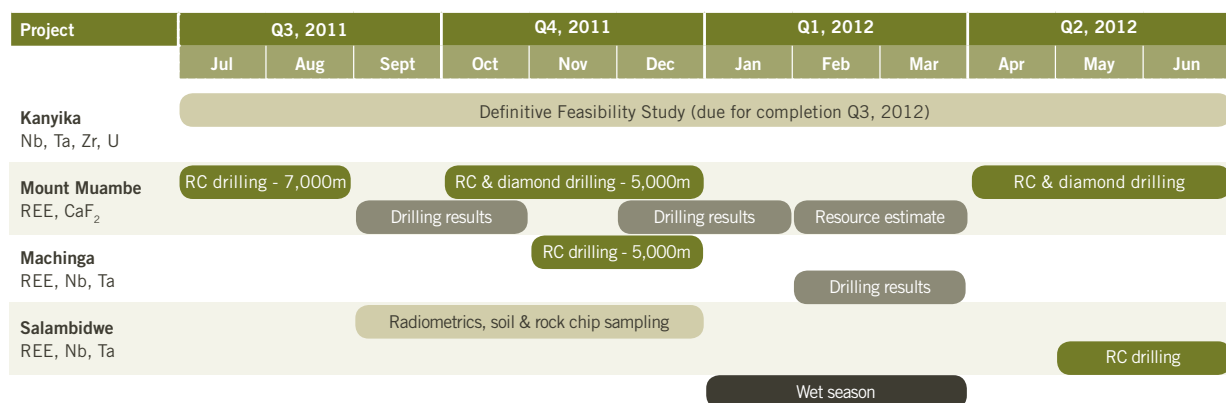 Project Q3, 2011 Q4, 2011 Q1, 2012 Q2, 2012
Jul Aug Sept Oct Nov Dec Jan Feb Mar Apr May Jun
Kanyika
Nb, Ta, Zr, U
Definitive Feasibility Study (due for completion Q3, 2012)
Mount Muambe
REE, CaF₂
RC drilling - 7,000m RC & diamond drilling - 5,000m RC & diamond drilling
Drilling results Drilling results Resource estimate
Machinga
REE, Nb, Ta
RC drilling - 5,000m
Drilling results
Salambidwe
REE, Nb, Ta
Radiometrics, soil & rock chip sampling
RC drilling
Wet season